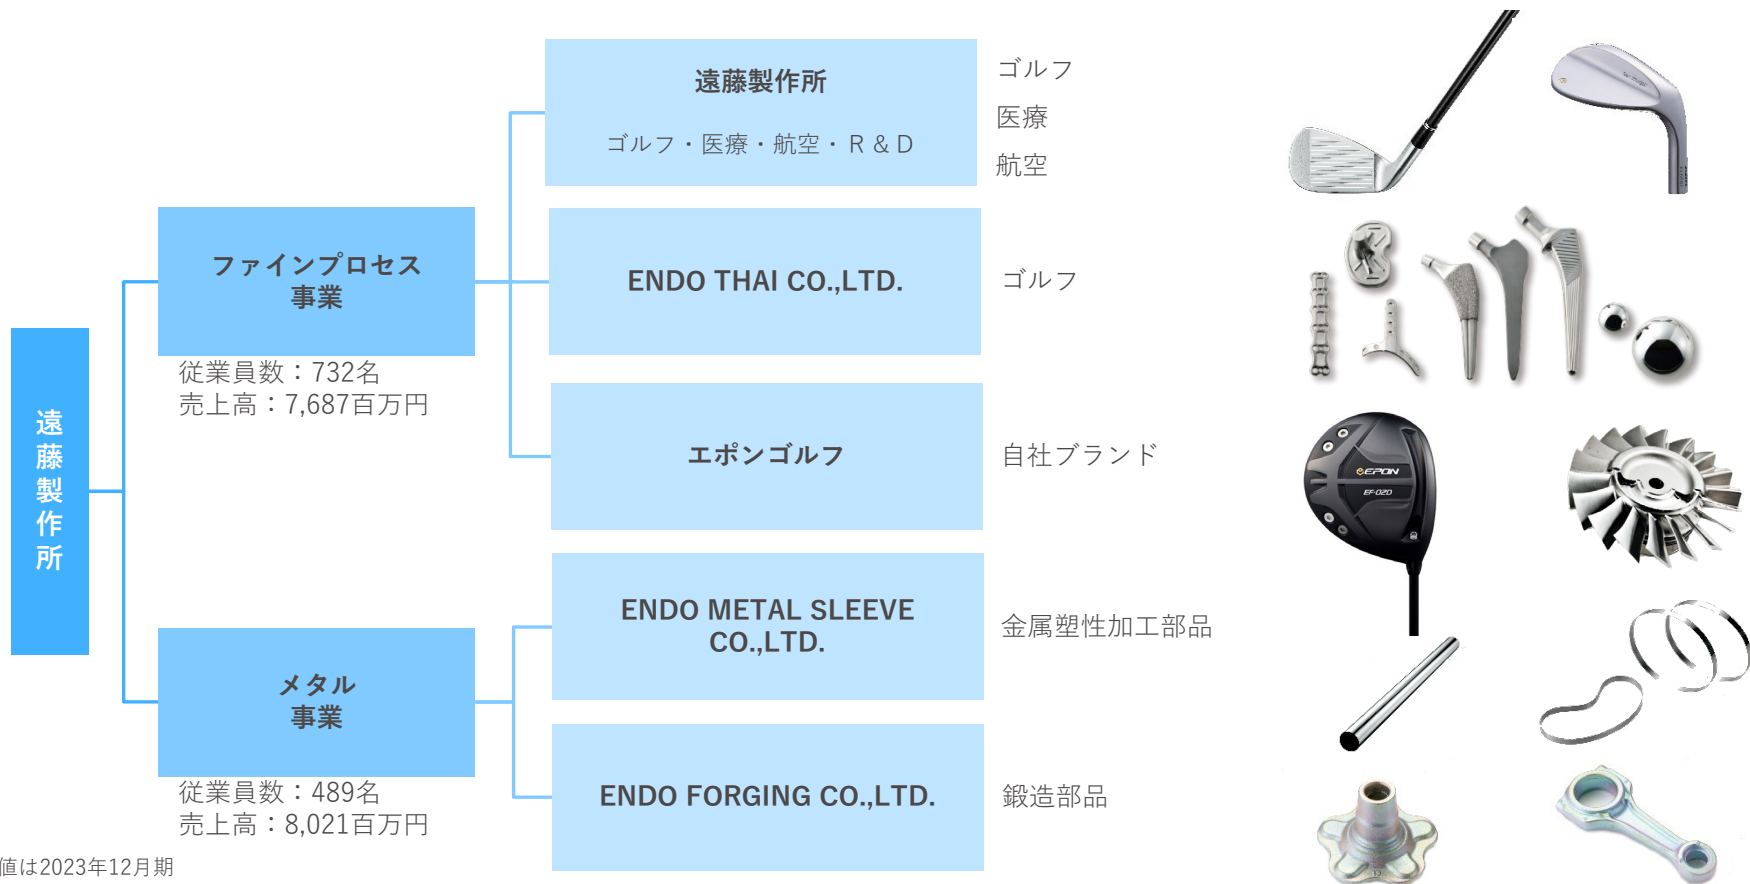 遠藤製作所
ファインプロセス
事業
従業員数：732名
売上高：7,687百万円
遠藤製作所
ゴルフ・医療・航空・Ｒ＆Ｄ
ゴルフ
医療
航空
ENDO THAI CO.,LTD.
ゴルフ
エポンゴルフ
自社ブランド
メタル
事業
従業員数：489名
売上高：8,021百万円
ENDO METAL SLEEVE
CO.,LTD.
金属塑性加工部品
ENDO FORGING CO.,LTD.
鍛造部品
EPON
EF-02D
値は2023年12月期